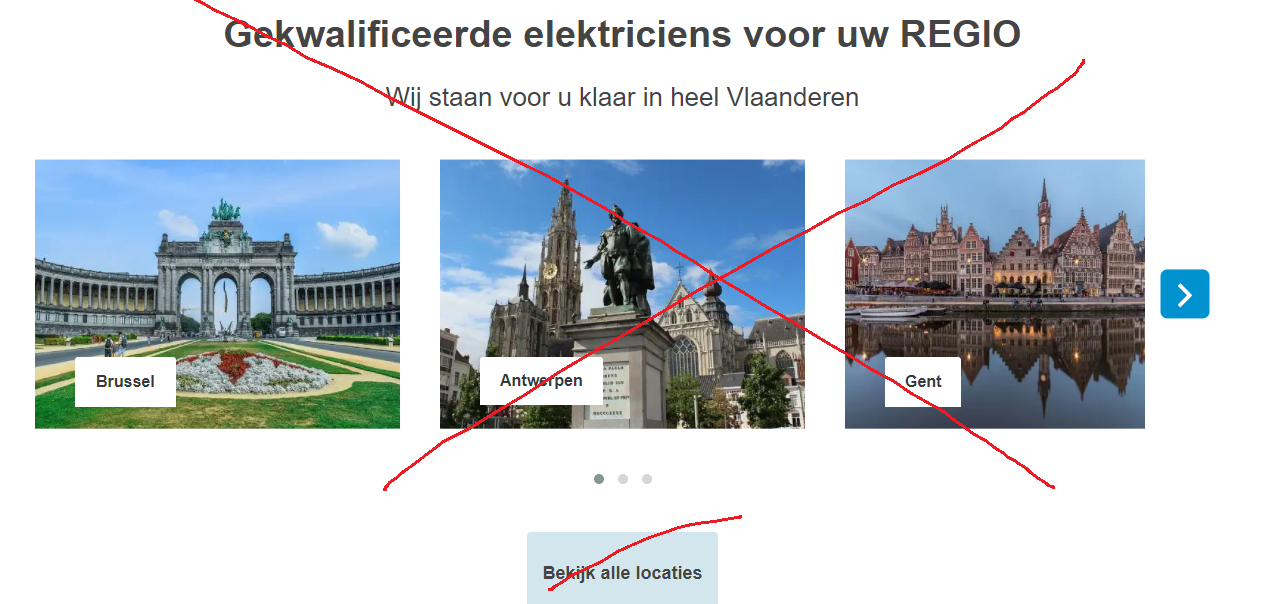 Gekwalificeerde elektriciens voor uw REGIO
Wij staan voor u klaar in heel Vlaanderen
Brussel
Antwerpen
Gent
Bekijk alle locaties